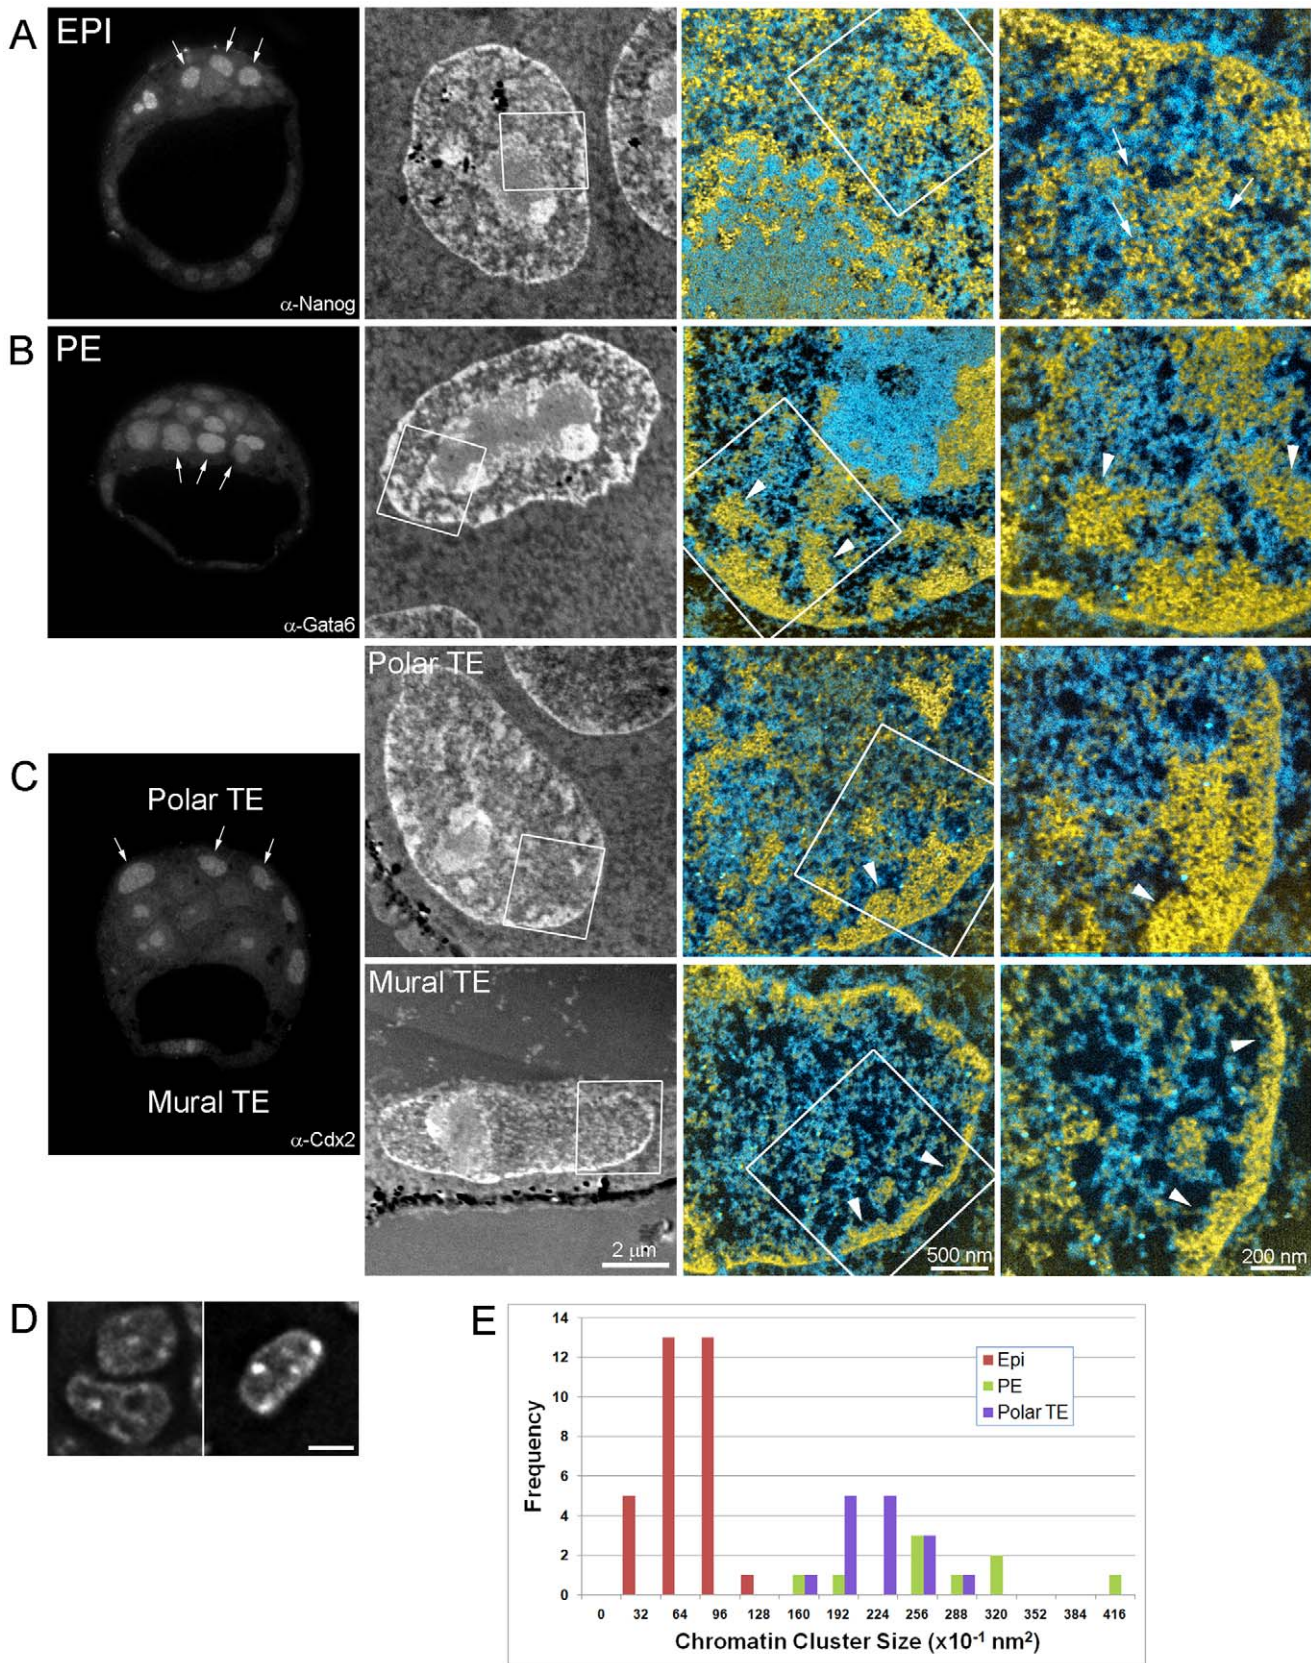 A
EPI
α-Nanog
B
PE
α-Gata6
C
Polar TE
Mural TE
α-Cdx2
Polar TE
Mural TE
2 μm
500 nm
200 nm
D
E
Frequency
14
12
10
8
6
4
2
0
Epi
PE
Polar TE
0 32 64 96 128 160 192 224 256 288 320 352 384 416
Chromatin Cluster Size (x10⁻¹ nm²)